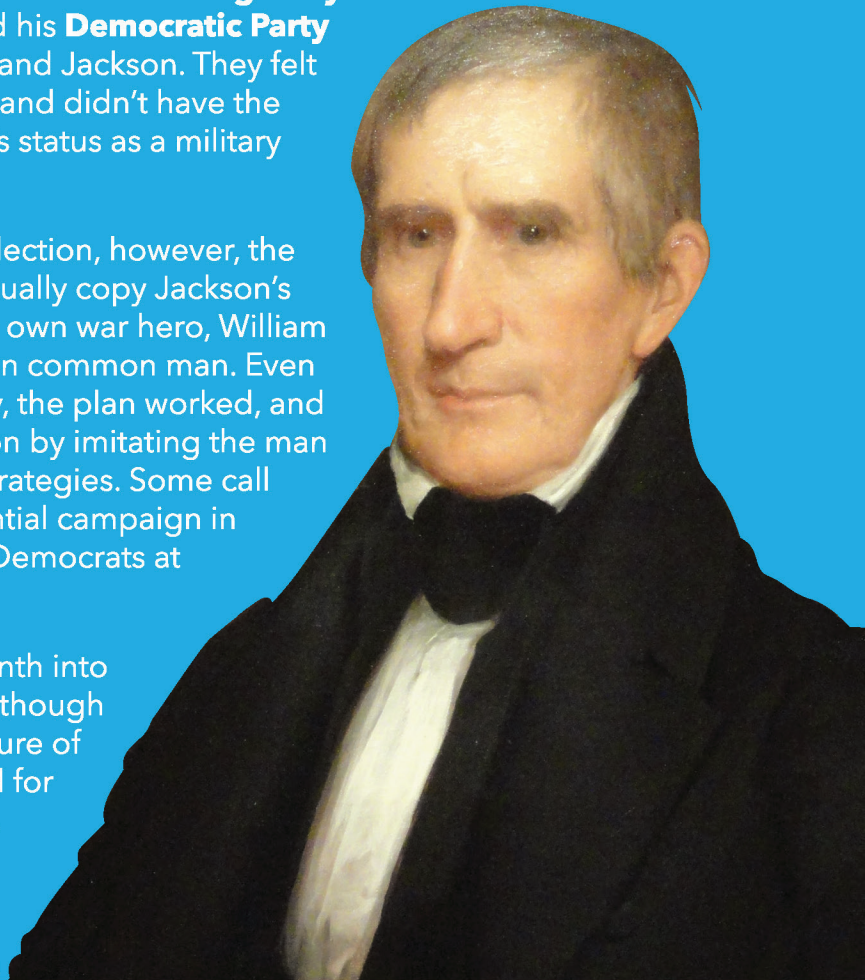 d his Democratic Party
and Jackson. They felt
and didn't have the
s status as a military
lection, however, the
ually copy Jackson's
own war hero, William
n common man. Even
, the plan worked, and
on by imitating the man
rategies. Some call
ntial campaign in
Democrats at
nth into
though
ure of
for